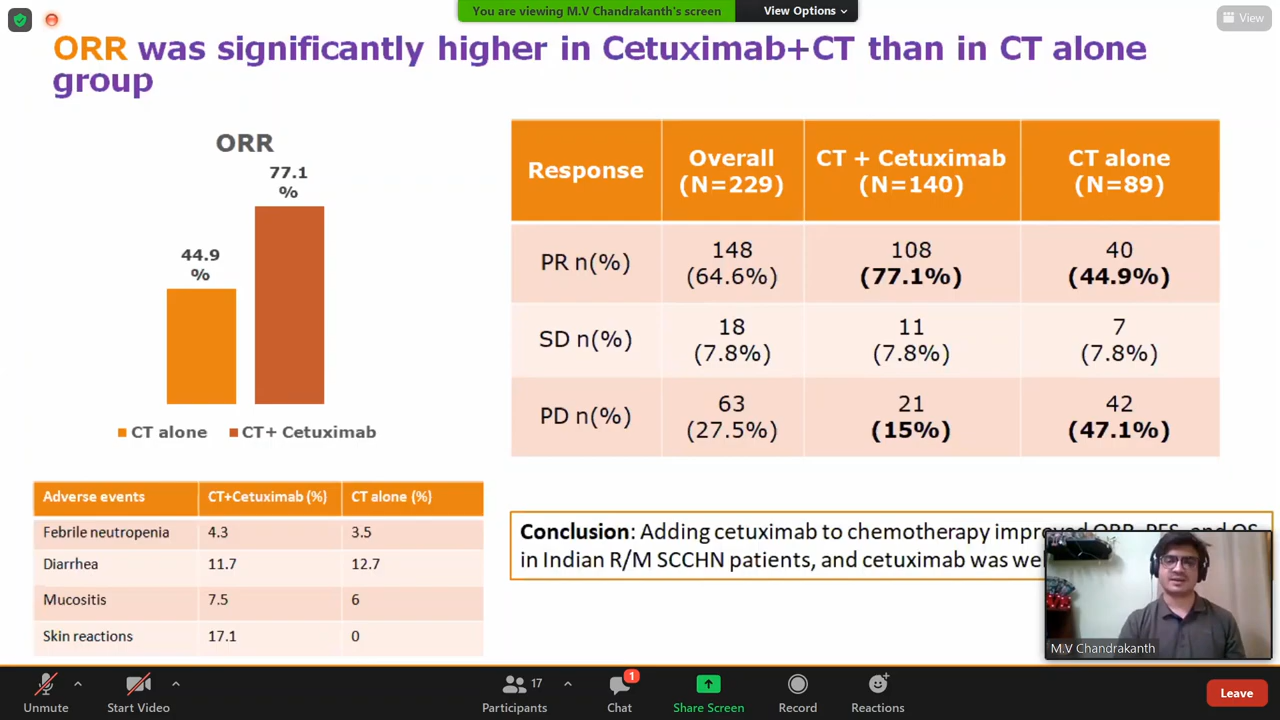 You are viewing M.V Chandrakanth's screen
View Options
View
ORR was significantly higher in Cetuximab+CT than in CT alone
group
ORR
77.1
%
44.9
%
CT alone
CT+ Cetuximab
Response
Overall
(N=229)
CT + Cetuximab
(N=140)
CT alone
(N=89)
PR n(%)
148
(64.6%)
108
(77.1%)
40
(44.9%)
SD n(%)
18
(7.8%)
11
(7.8%)
7
(7.8%)
PD n(%)
63
(27.5%)
21
(15%)
42
(47.1%)
Adverse events
CT+Cetuximab (%)
CT alone (%)
Febrile neutropenia
4.3
3.5
Diarrhea
11.7
12.7
Mucositis
7.5
6
Skin reactions
17.1
0
Conclusion: Adding cetuximab to chemotherapy improved ORR, PFS, and OS
in Indian R/M SCCHN patients, and cetuximab was
M.V Chandrakanth
Unmute
Start Video
17
Participants
1
Chat
Share Screen
Record
Reactions
Leave